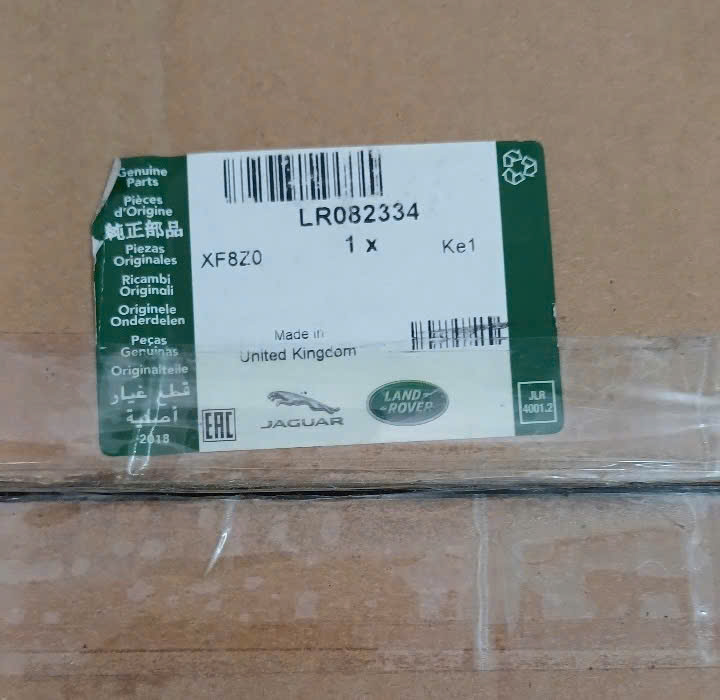 Genuine
Parts
Pièces
d'Origine
純正部品
Piezas
Originales
Ricambi
Originali
Originele
Onderdelen
Peças
Genuínas
Originalteile
قطع غيار
أصلية
2018
LR082334
1 x
Ke1
XF8Z0
Made in
United Kingdom
EAC
JAGUAR
LAND
ROVER
JLR
4001.2